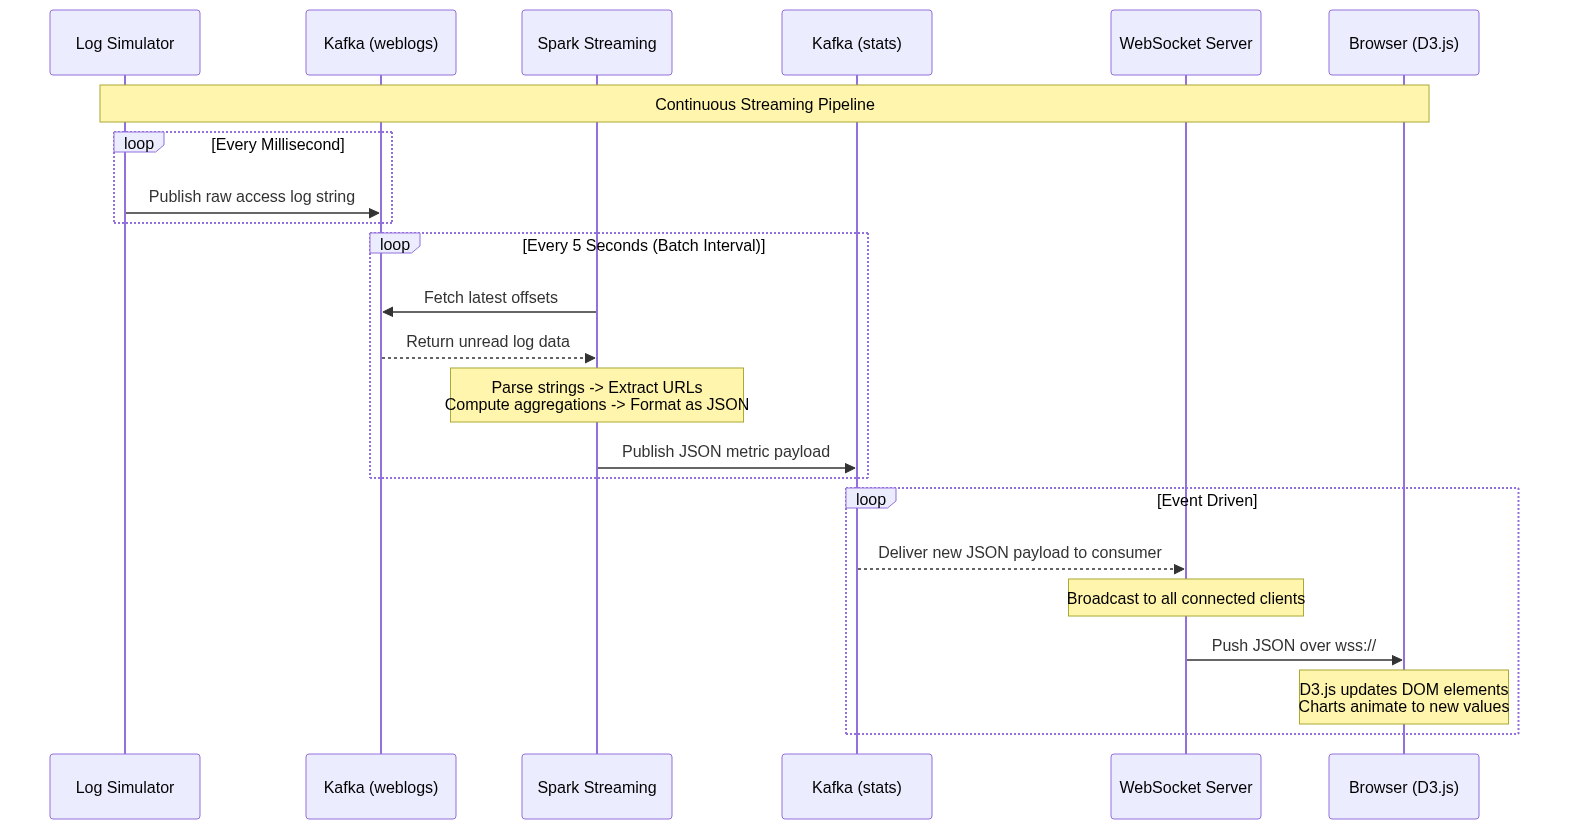 Log Simulator
Kafka (weblogs)
Spark Streaming
Kafka (stats)
WebSocket Server
Browser (D3.js)
Continuous Streaming Pipeline
loop
[Every Millisecond]
Publish raw access log string
loop
[Every 5 Seconds (Batch Interval)]
Fetch latest offsets
Return unread log data
Parse strings -> Extract URLs
Compute aggregations -> Format as JSON
Publish JSON metric payload
loop
[Event Driven]
Deliver new JSON payload to consumer
Broadcast to all connected clients
Push JSON over wss://
D3.js updates DOM elements
Charts animate to new values
Log Simulator
Kafka (weblogs)
Spark Streaming
Kafka (stats)
WebSocket Server
Browser (D3.js)